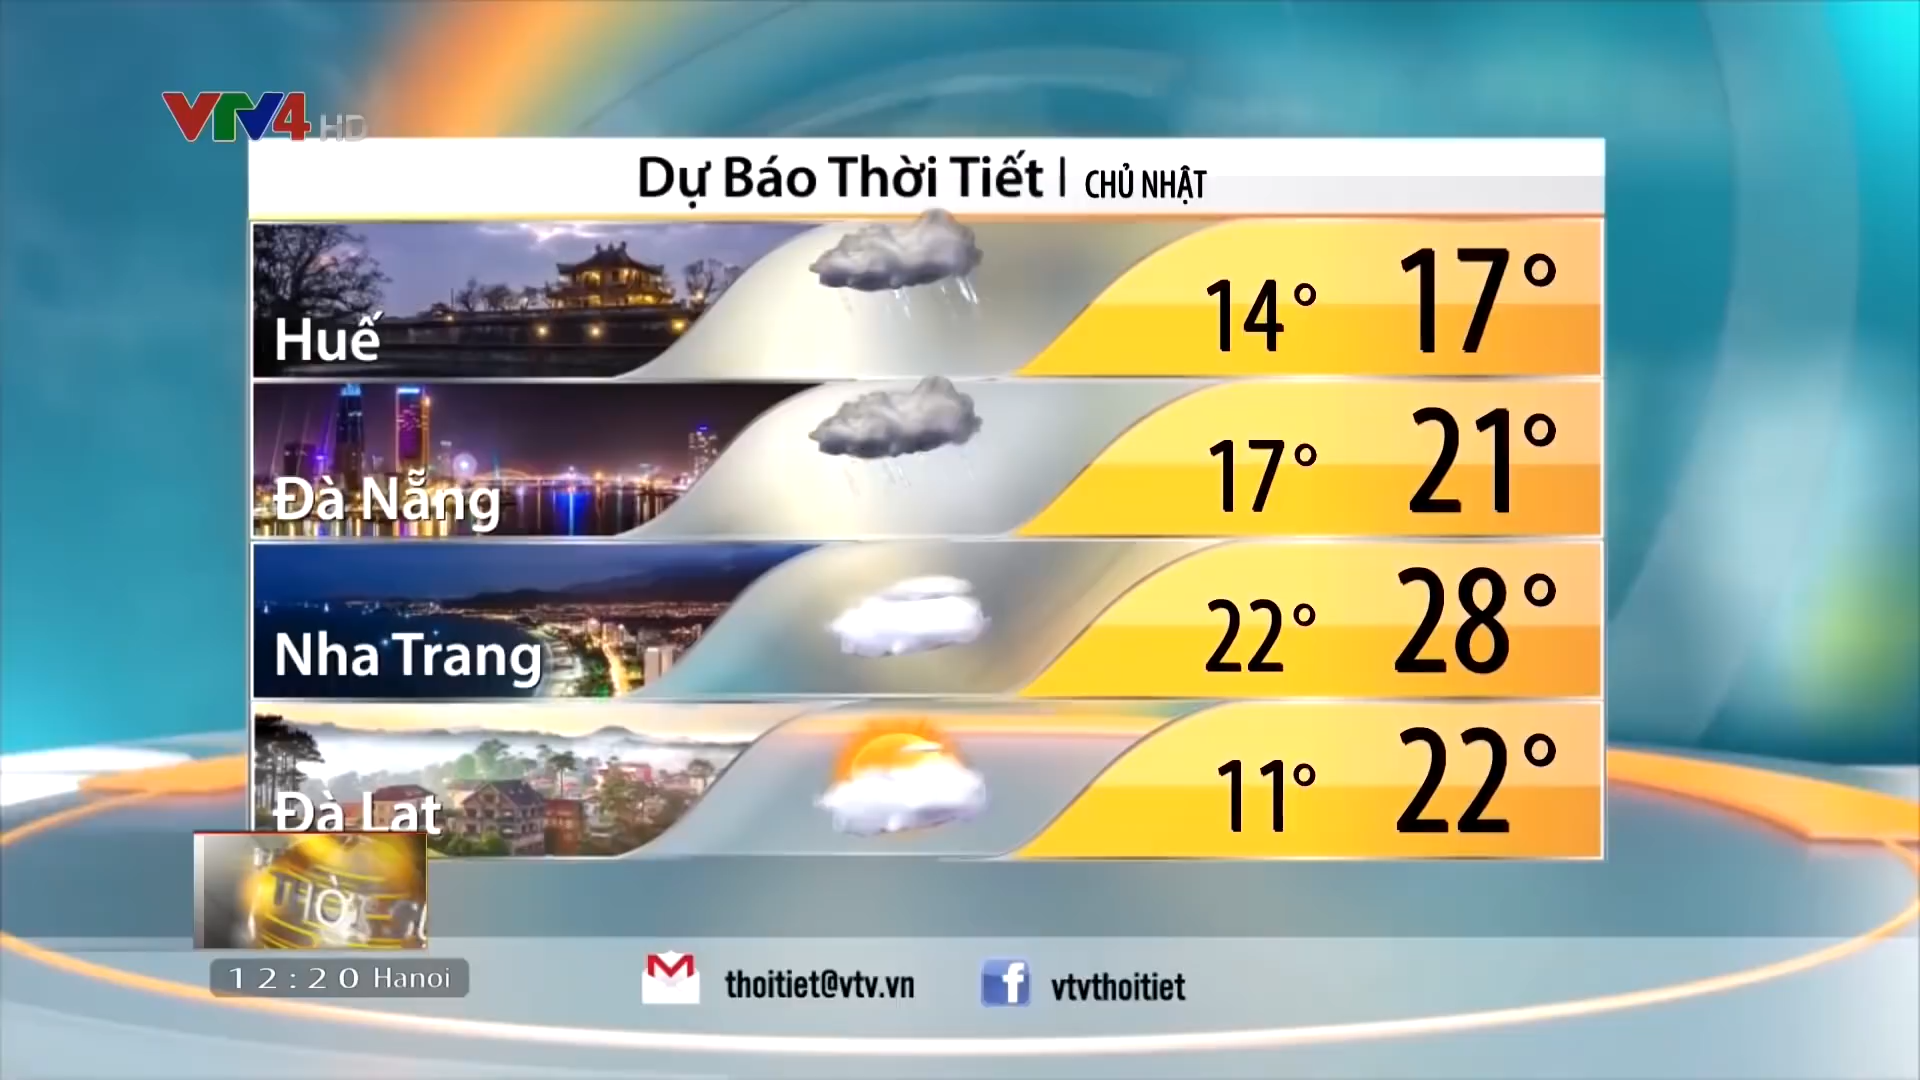 VTV4 HD
Dự Báo Thời Tiết | CHỦ NHẬT
Huế 14° 17°
Đà Nẵng 17° 21°
Nha Trang 22° 28°
Đà Lạt 11° 22°
12:20 Hanoi
thoitiet@vtv.vn
vtvthoitiet